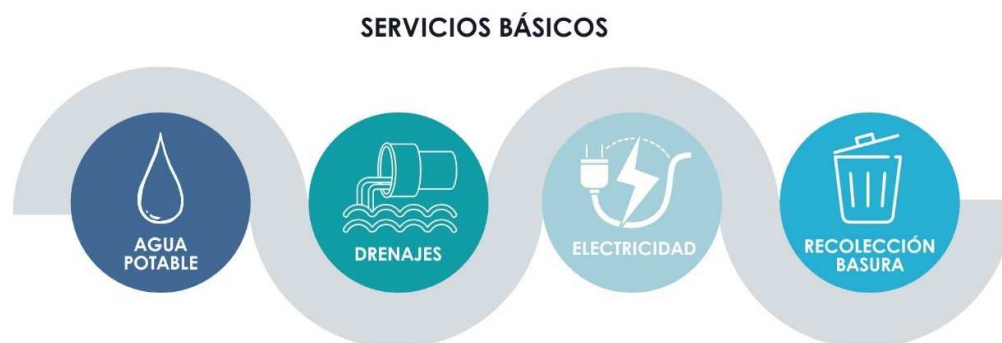 SERVICIOS BÁSICOS
AGUA
POTABLE
DRENAJES
ELECTRICIDAD
RECOLECCIÓN
BASURA